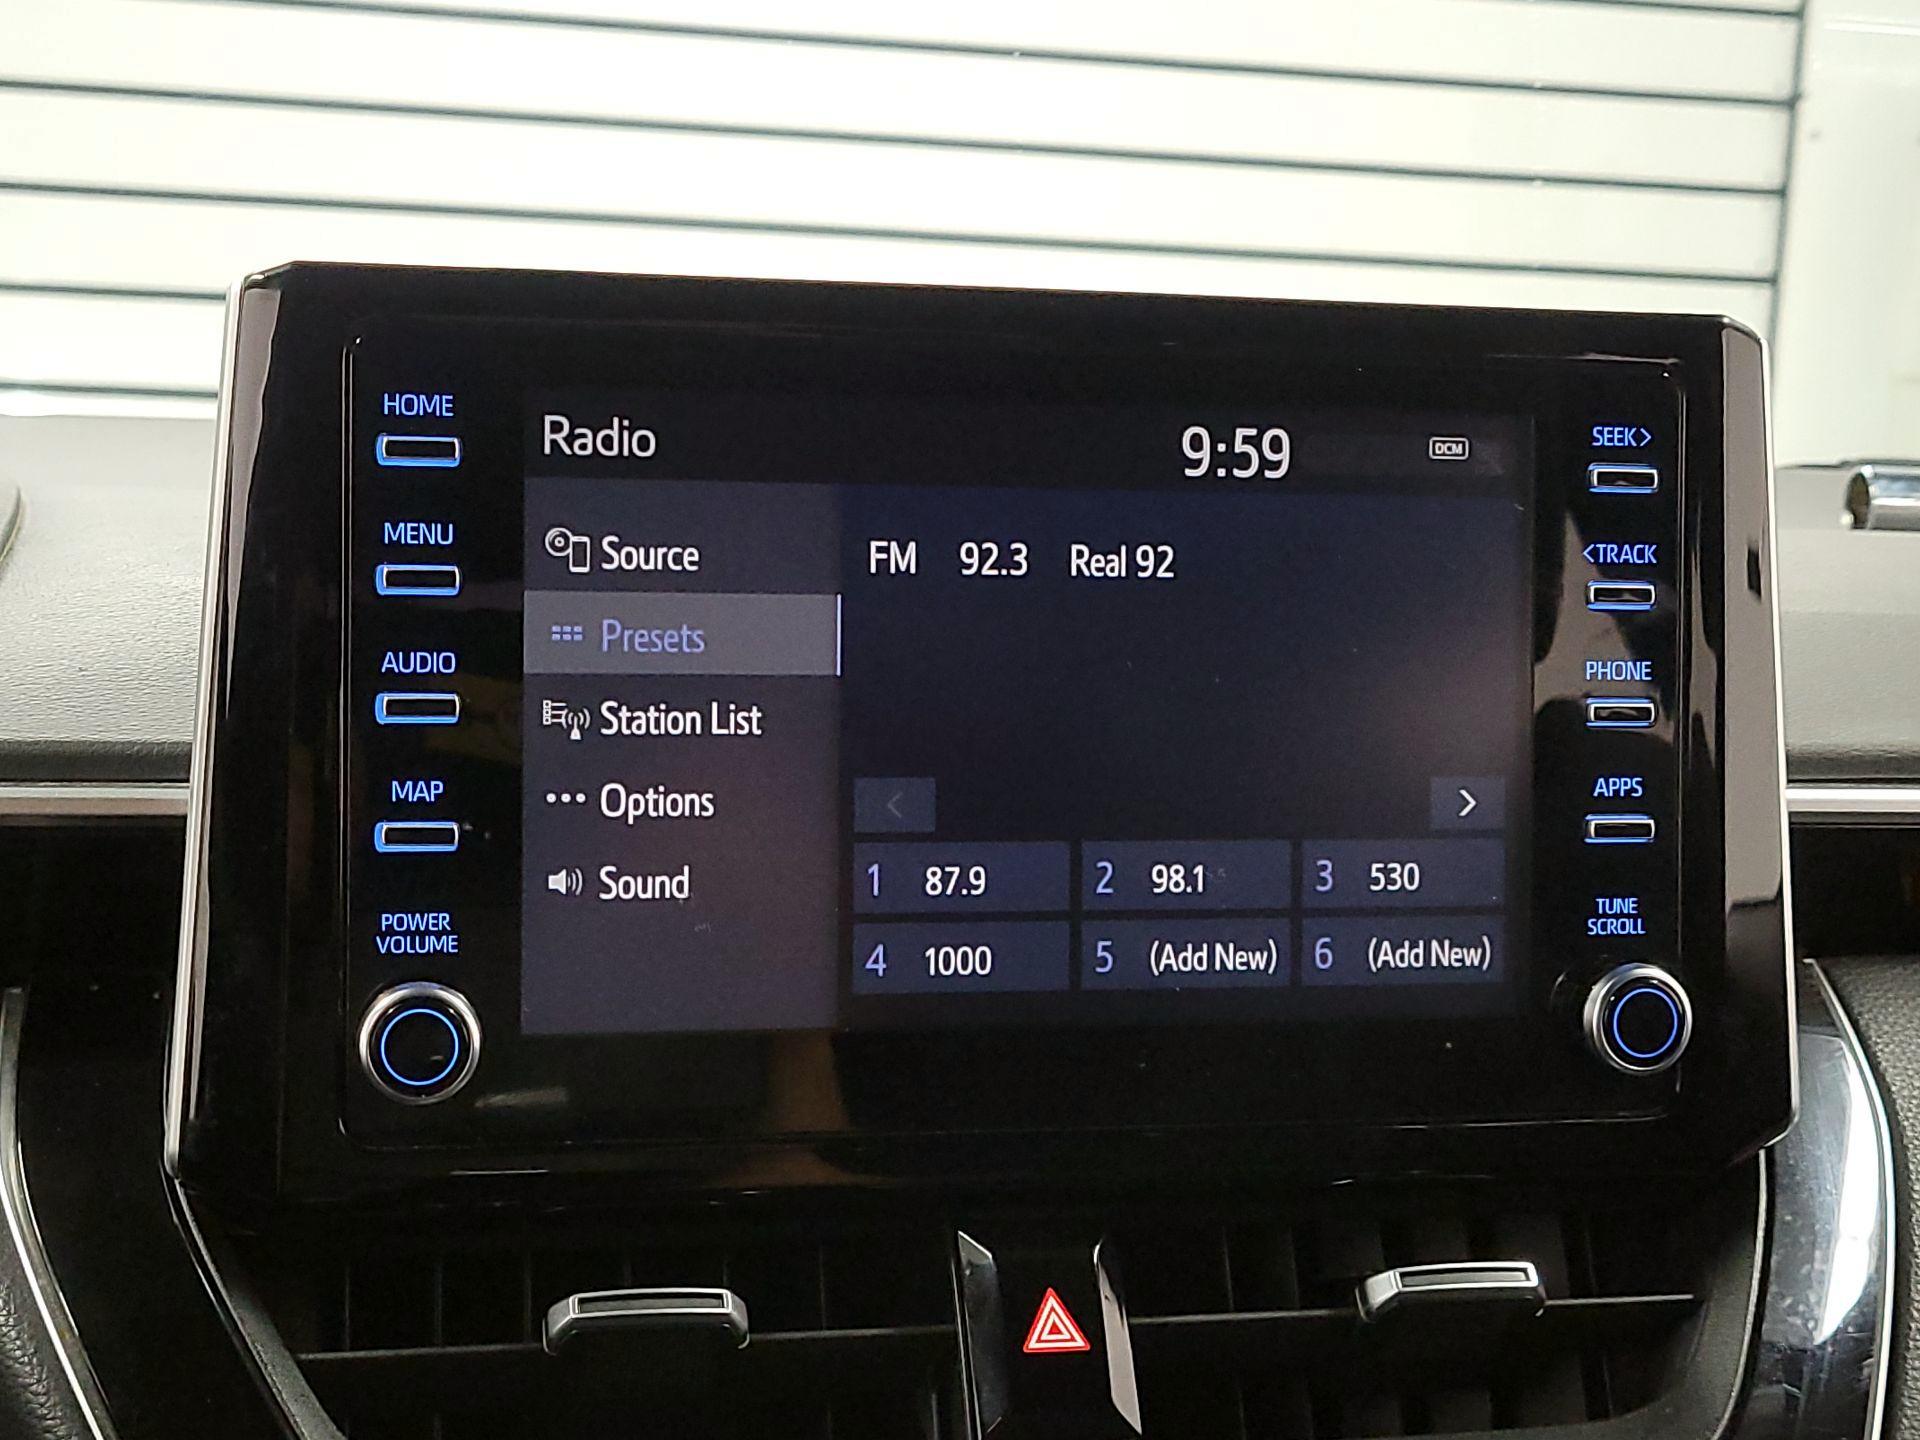 HOME
MENU
AUDIO
MAP
POWER
VOLUME
Radio
9:59
DCM
Source
Presets
Station List
Options
Sound
FM 92.3 Real 92
<
>
1 87.9
2 98.1
3 530
4 1000
5 (Add New)
6 (Add New)
SEEK>
<TRACK
PHONE
APPS
TUNE
SCROLL